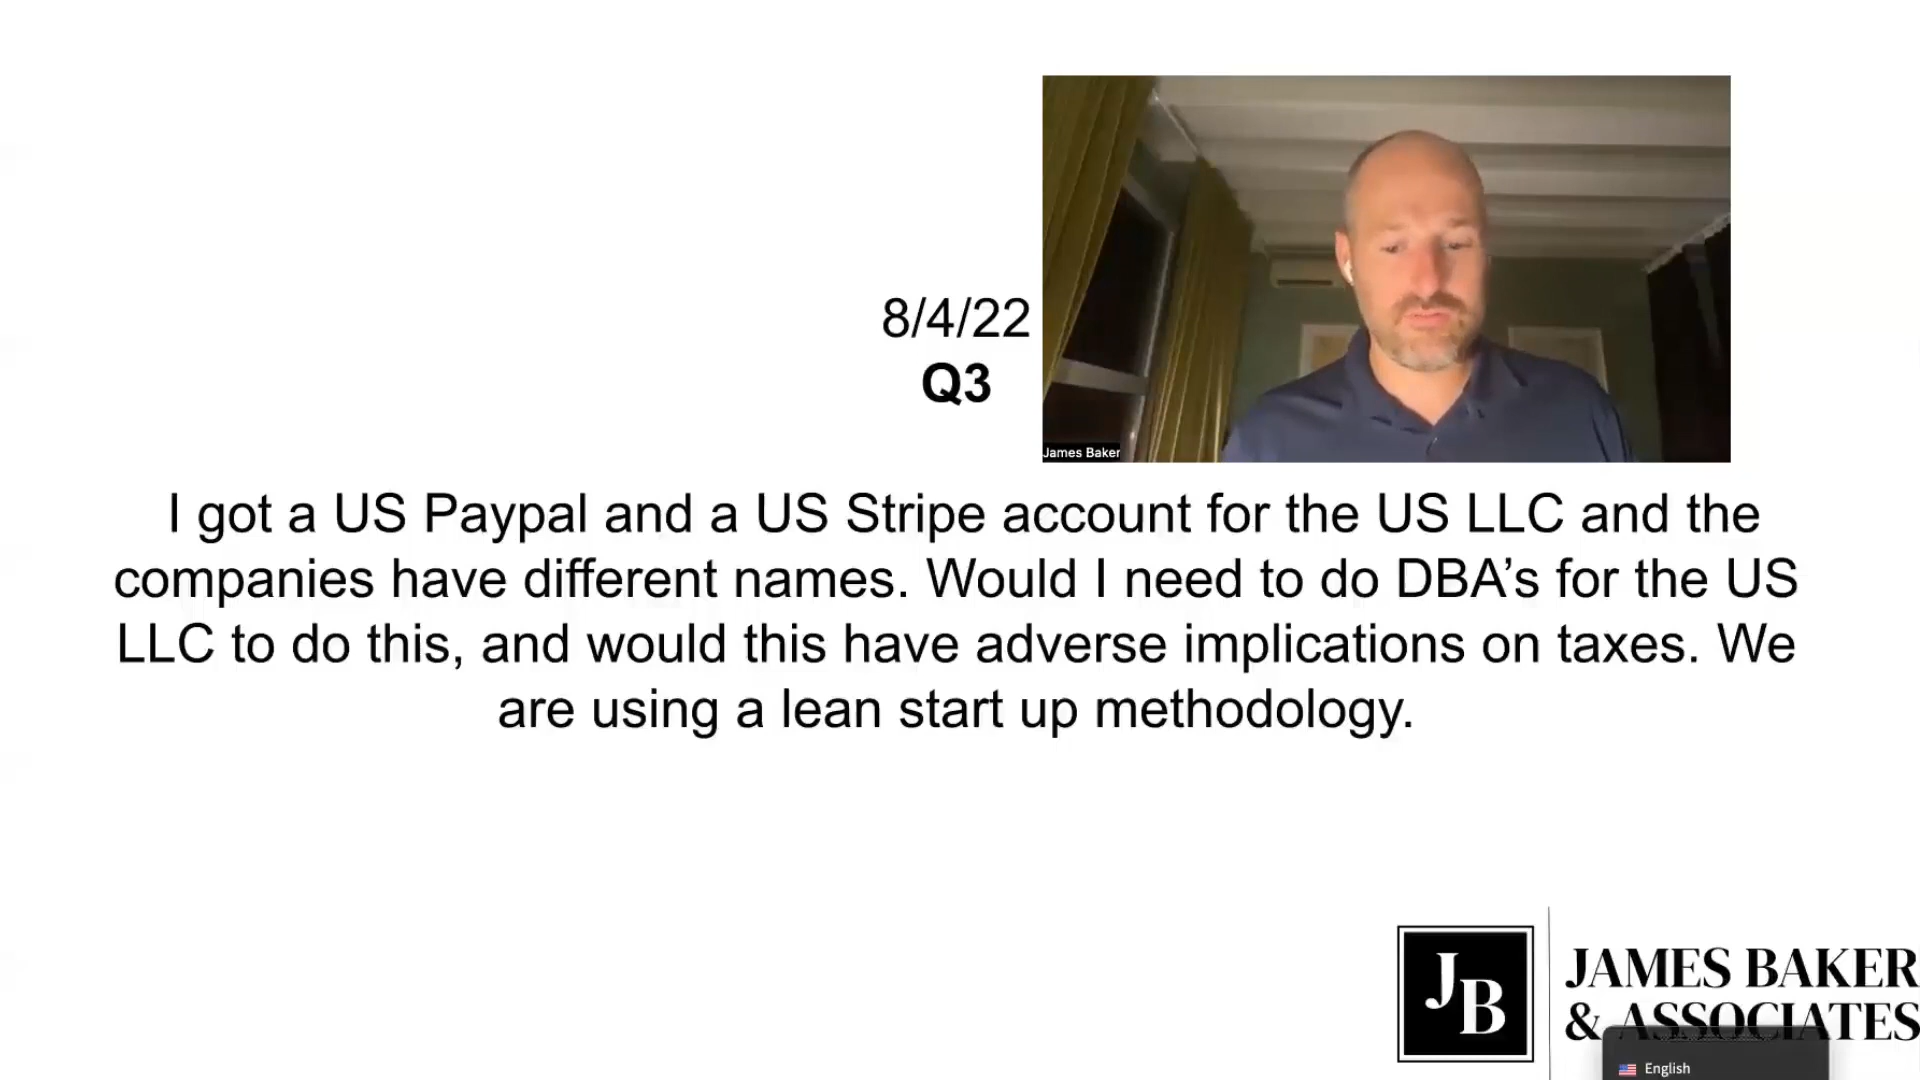 8/4/22
Q3
James Baker
I got a US Paypal and a US Stripe account for the US LLC and the
companies have different names. Would I need to do DBA’s for the US
LLC to do this, and would this have adverse implications on taxes. We
are using a lean start up methodology.
JB
JAMES BAKER
& ASSOCIATES
English